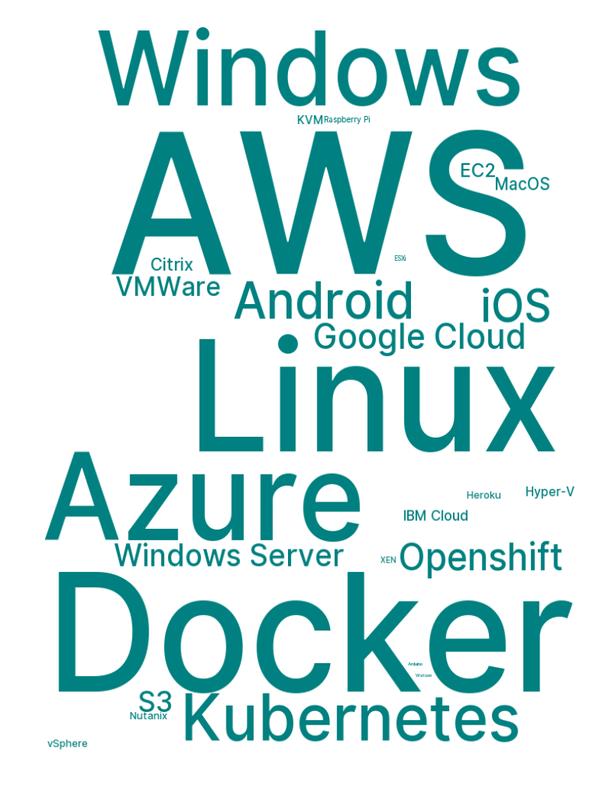 Windows
KVM Raspberry Pi
AWS
EC2
MacOS
ESXi
Citrix
VMWare
Android
iOS
Google Cloud
Linux
Azure
Heroku
Hyper-V
IBM Cloud
Windows Server
XEN
Openshift
Docker
Arduino
S3
Nutanix
Kubernetes
vSphere